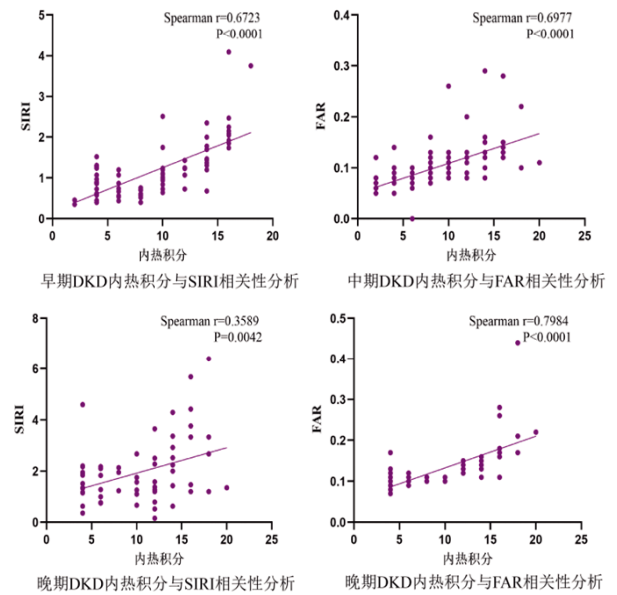 Spearman r=0.6723
P<0.0001
5
4
3
2
1
0
SIRI
0 5 10 15 20
内热积分
早期DKD内热积分与SIRI相关性分析
Spearman r=0.6977
P<0.0001
0.4
0.3
0.2
0.1
0.0
FAR
0 5 10 15 20 25
内热积分
中期DKD内热积分与FAR相关性分析
Spearman r=0.3589
P=0.0042
8
6
4
2
0
SIRI
0 5 10 15 20 25
内热积分
晚期DKD内热积分与SIRI相关性分析
Spearman r=0.7984
P<0.0001
0.5
0.4
0.3
0.2
0.1
0.0
FAR
0 5 10 15 20 25
内热积分
晚期DKD内热积分与FAR相关性分析